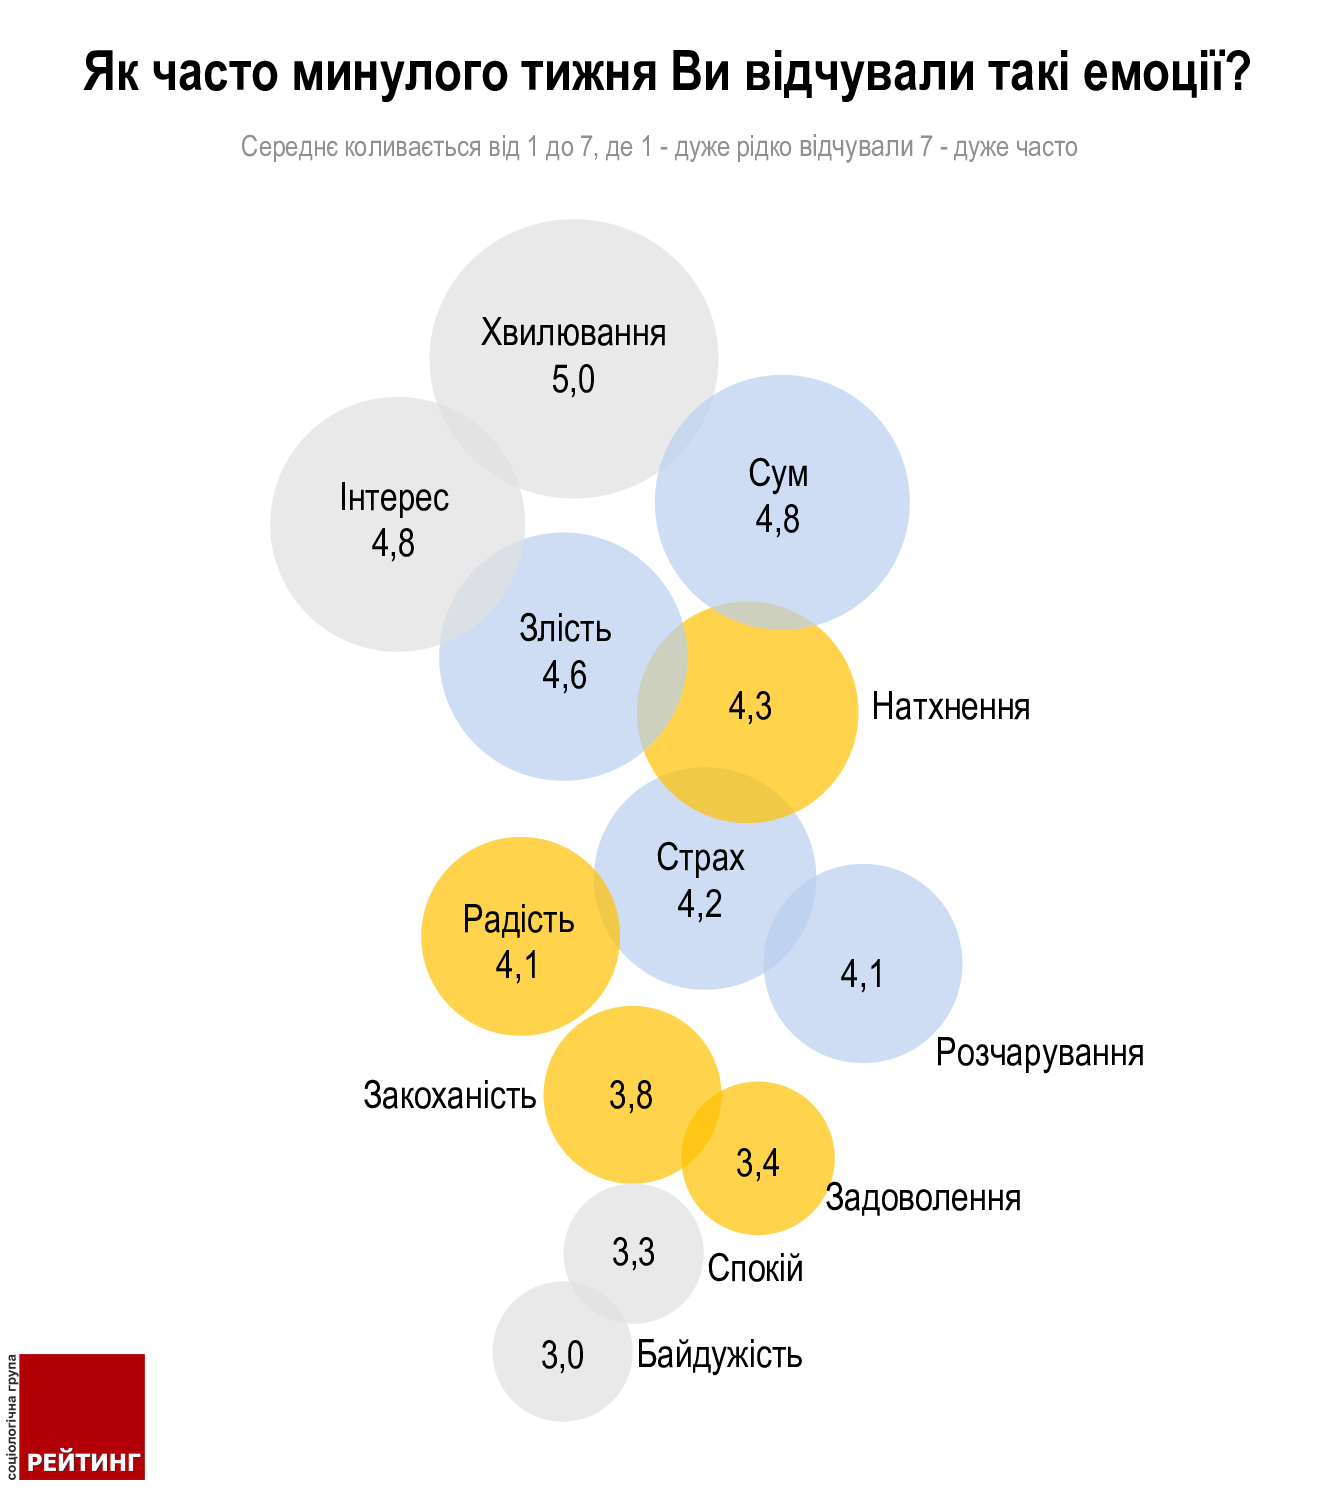 Як часто минулого тижня Ви відчували такі емоції?
Середнє коливається від 1 до 7, де 1 - дуже рідко відчували 7 - дуже часто
Хвилювання
5,0
Сум
4,8
Інтерес
4,8
Злість
4,6
4,3
Натхнення
Страх
4,2
Радість
4,1
4,1
Розчарування
Закоханість
3,8
3,4
Задоволення
3,3
Спокій
3,0
Байдужість
соціологічна група
РЕЙТИНГ